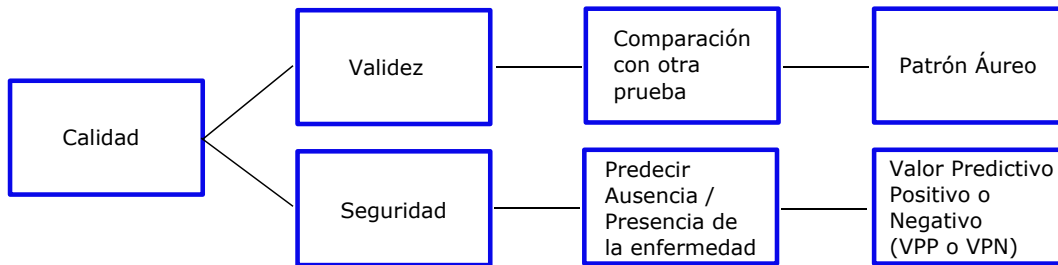 Calidad
Validez
Comparación
con otra
prueba
Patrón Áureo
Seguridad
Predecir
Ausencia /
Presencia de
la enfermedad
Valor Predictivo
Positivo o
Negativo
(VPP o VPN)